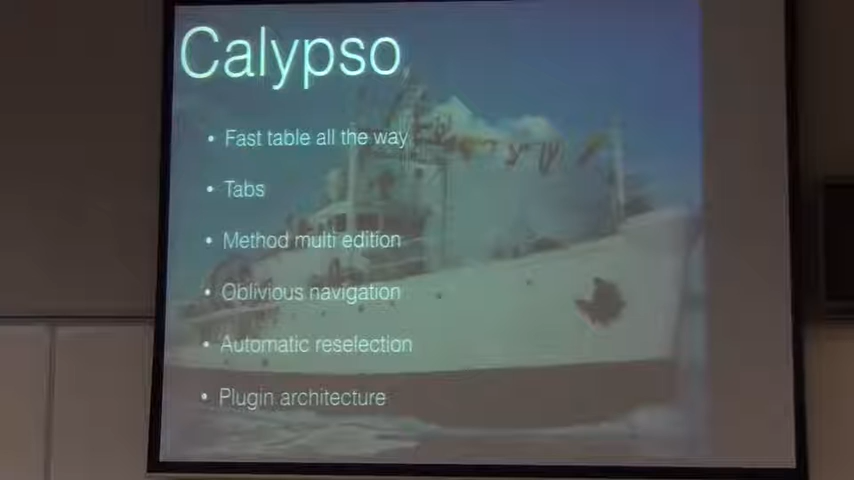 Calypso
• Fast table all the way
• Tabs
• Method multi edition
• Oblivious navigation
• Automatic reselection
• Plugin architecture